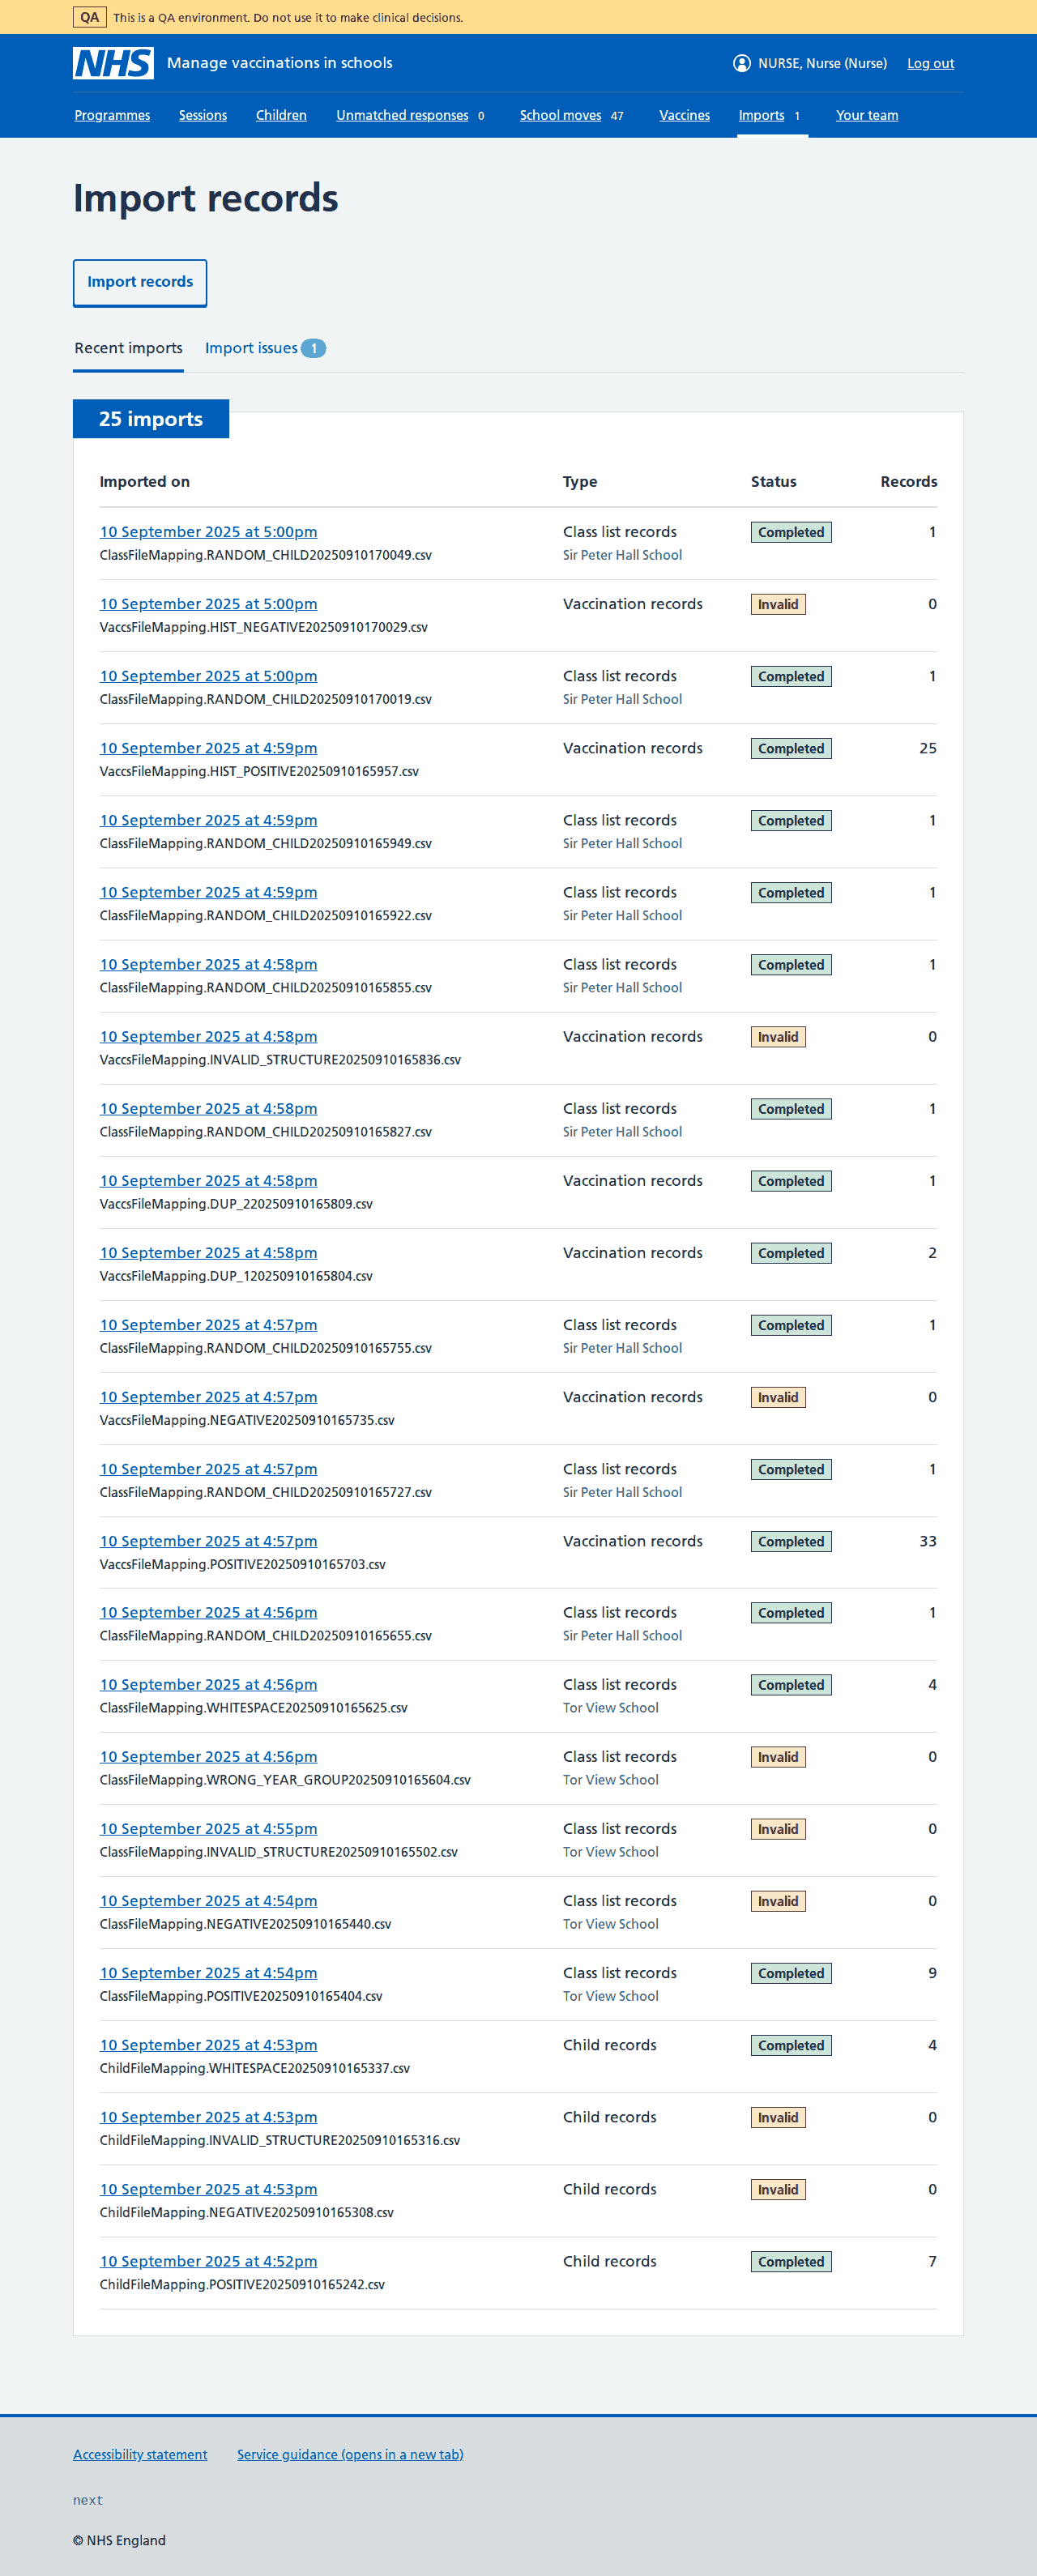 QA This is a QA environment. Do not use it to make clinical decisions.
NHS Manage vaccinations in schools NURSE, Nurse (Nurse) Log out
Programmes Sessions Children Unmatched responses 0 School moves 47 Vaccines Imports 1 Your team
Import records
Import records
Recent imports Import issues 1
25 imports
Imported on Type Status Records
10 September 2025 at 5:00pm Class list records Completed 1
ClassFileMapping.RANDOM_CHILD20250910170049.csv Sir Peter Hall School
10 September 2025 at 5:00pm Vaccination records Invalid 0
VaccsFileMapping.HIST_NEGATIVE20250910170029.csv
10 September 2025 at 5:00pm Class list records Completed 1
ClassFileMapping.RANDOM_CHILD20250910170019.csv Sir Peter Hall School
10 September 2025 at 4:59pm Vaccination records Completed 25
VaccsFileMapping.HIST_POSITIVE20250910165957.csv
10 September 2025 at 4:59pm Class list records Completed 1
ClassFileMapping.RANDOM_CHILD20250910165949.csv Sir Peter Hall School
10 September 2025 at 4:59pm Class list records Completed 1
ClassFileMapping.RANDOM_CHILD20250910165922.csv Sir Peter Hall School
10 September 2025 at 4:58pm Class list records Completed 1
ClassFileMapping.RANDOM_CHILD20250910165855.csv Sir Peter Hall School
10 September 2025 at 4:58pm Vaccination records Invalid 0
VaccsFileMapping.INVALID_STRUCTURE20250910165836.csv
10 September 2025 at 4:58pm Class list records Completed 1
ClassFileMapping.RANDOM_CHILD20250910165827.csv Sir Peter Hall School
10 September 2025 at 4:58pm Vaccination records Completed 1
VaccsFileMapping.DUP_220250910165809.csv
10 September 2025 at 4:58pm Vaccination records Completed 2
VaccsFileMapping.DUP_120250910165804.csv
10 September 2025 at 4:57pm Class list records Completed 1
ClassFileMapping.RANDOM_CHILD20250910165755.csv Sir Peter Hall School
10 September 2025 at 4:57pm Vaccination records Invalid 0
VaccsFileMapping.NEGATIVE20250910165735.csv
10 September 2025 at 4:57pm Class list records Completed 1
ClassFileMapping.RANDOM_CHILD20250910165727.csv Sir Peter Hall School
10 September 2025 at 4:57pm Vaccination records Completed 33
VaccsFileMapping.POSITIVE20250910165703.csv
10 September 2025 at 4:56pm Class list records Completed 1
ClassFileMapping.RANDOM_CHILD20250910165655.csv Sir Peter Hall School
10 September 2025 at 4:56pm Class list records Completed 4
ClassFileMapping.WHITESPACE20250910165625.csv Tor View School
10 September 2025 at 4:56pm Class list records Invalid 0
ClassFileMapping.WRONG_YEAR_GROUP20250910165604.csv Tor View School
10 September 2025 at 4:55pm Class list records Invalid 0
ClassFileMapping.INVALID_STRUCTURE20250910165502.csv Tor View School
10 September 2025 at 4:54pm Class list records Invalid 0
ClassFileMapping.NEGATIVE20250910165440.csv Tor View School
10 September 2025 at 4:54pm Class list records Completed 9
ClassFileMapping.POSITIVE20250910165404.csv Tor View School
10 September 2025 at 4:53pm Child records Completed 4
ChildFileMapping.WHITESPACE20250910165337.csv
10 September 2025 at 4:53pm Child records Invalid 0
ChildFileMapping.INVALID_STRUCTURE20250910165316.csv
10 September 2025 at 4:53pm Child records Invalid 0
ChildFileMapping.NEGATIVE20250910165308.csv
10 September 2025 at 4:52pm Child records Completed 7
ChildFileMapping.POSITIVE20250910165242.csv
Accessibility statement Service guidance (opens in a new tab)
next
© NHS England